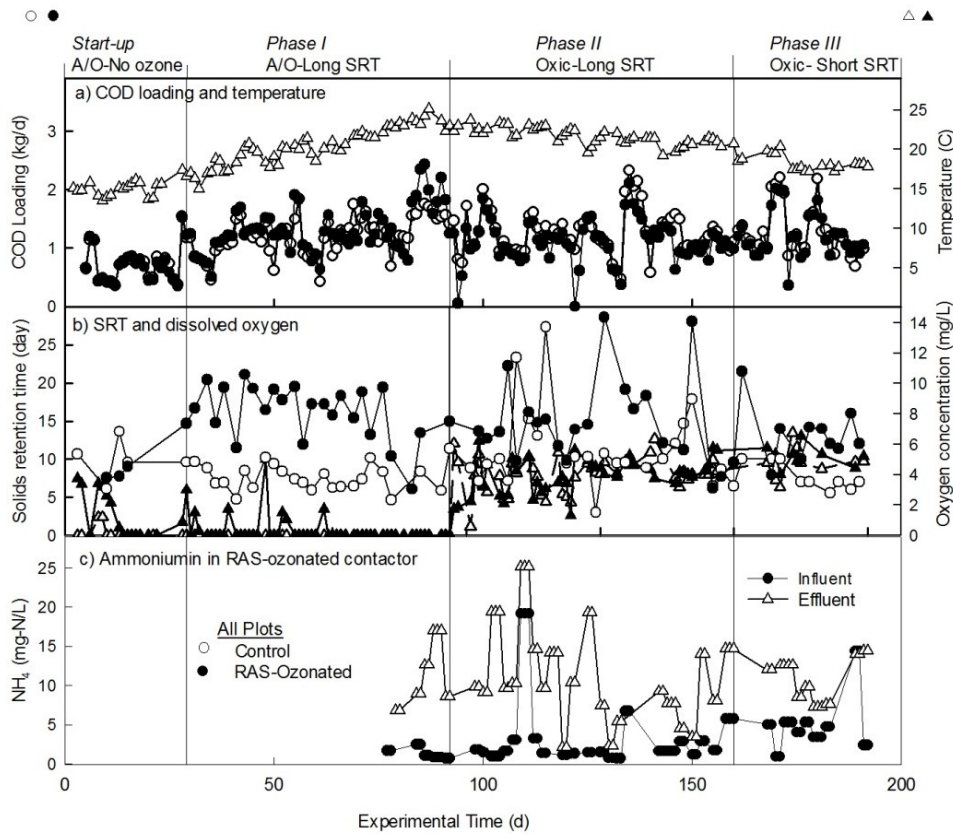 Start-up Phase I Phase II Phase III
A/O-No ozone A/O-Long SRT Oxic-Long SRT Oxic- Short SRT
a) COD loading and temperature
COD Loading (kg/d)
3
2
1
0
Temperature (C)
25
20
15
10
5
0
b) SRT and dissolved oxygen
Solids retention time (day)
25
20
15
10
5
0
Oxygen concentration (mg/L)
14
12
10
8
6
4
2
0
c) Ammoniumin in RAS-ozonated contactor
NH4 (mg-N/L)
25
20
15
10
5
0
All Plots
Control
RAS-Ozonated
Influent
Effluent
0 50 100 150 200
Experimental Time (d)